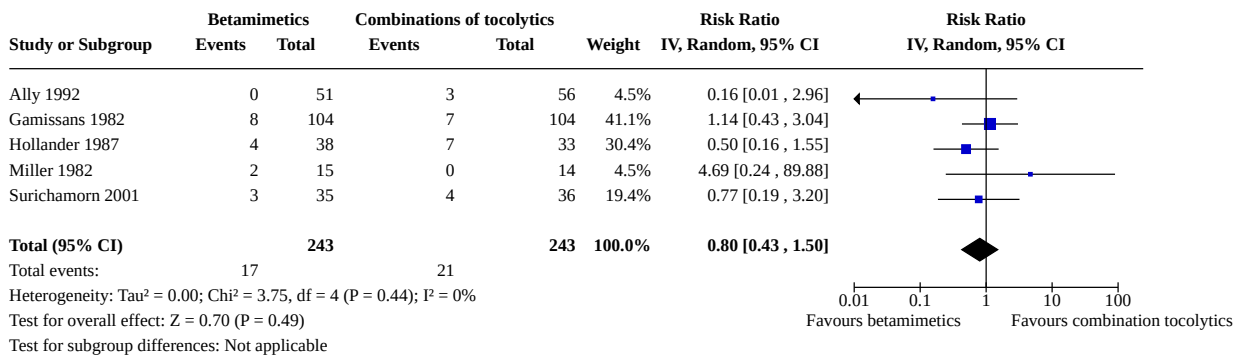 Betamimetics Combinations of tocolytics Risk Ratio Risk Ratio
Study or Subgroup Events Total Events Total Weight IV, Random, 95% CI IV, Random, 95% CI
Ally 1992 0 51 3 56 4.5% 0.16 [0.01 , 2.96]
Gamissans 1982 8 104 7 104 41.1% 1.14 [0.43 , 3.04]
Hollander 1987 4 38 7 33 30.4% 0.50 [0.16 , 1.55]
Miller 1982 2 15 0 14 4.5% 4.69 [0.24 , 89.88]
Surichamorn 2001 3 35 4 36 19.4% 0.77 [0.19 , 3.20]
Total (95% CI) 243 243 100.0% 0.80 [0.43 , 1.50]
Total events: 17 21
Heterogeneity: Tau² = 0.00; Chi² = 3.75, df = 4 (P = 0.44); I² = 0% 0.01 0.1 1 10 100
Test for overall effect: Z = 0.70 (P = 0.49) Favours betamimetics Favours combination tocolytics
Test for subgroup differences: Not applicable